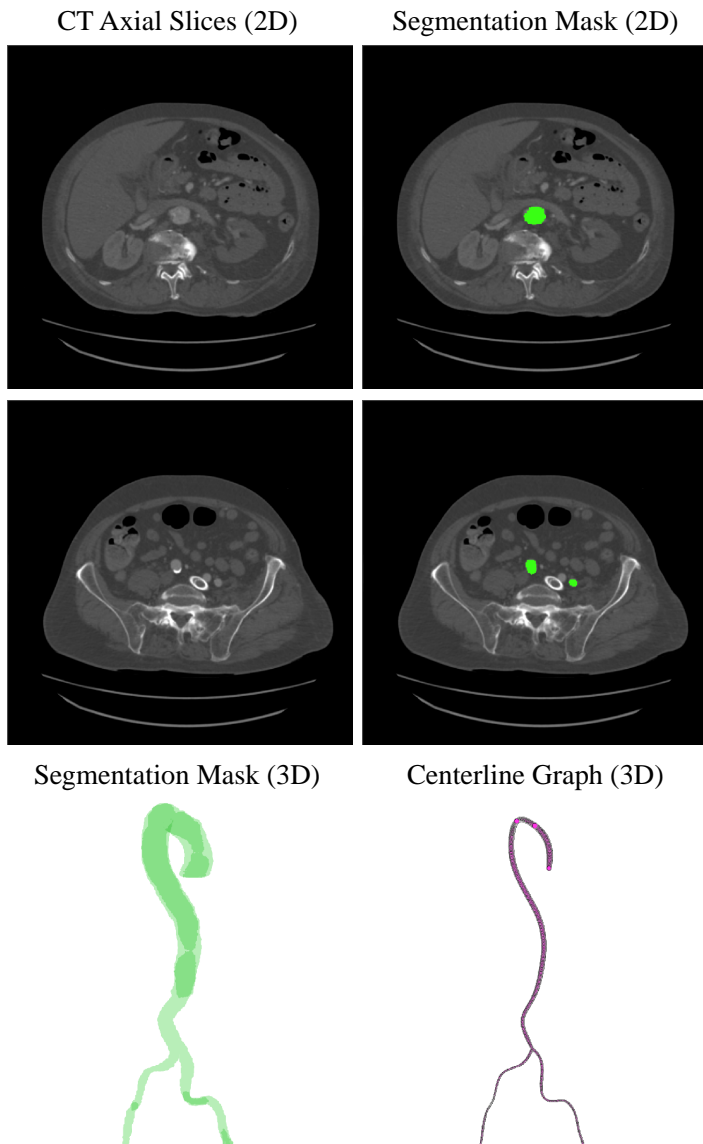 CT Axial Slices (2D)
Segmentation Mask (2D)
Segmentation Mask (3D)
Centerline Graph (3D)